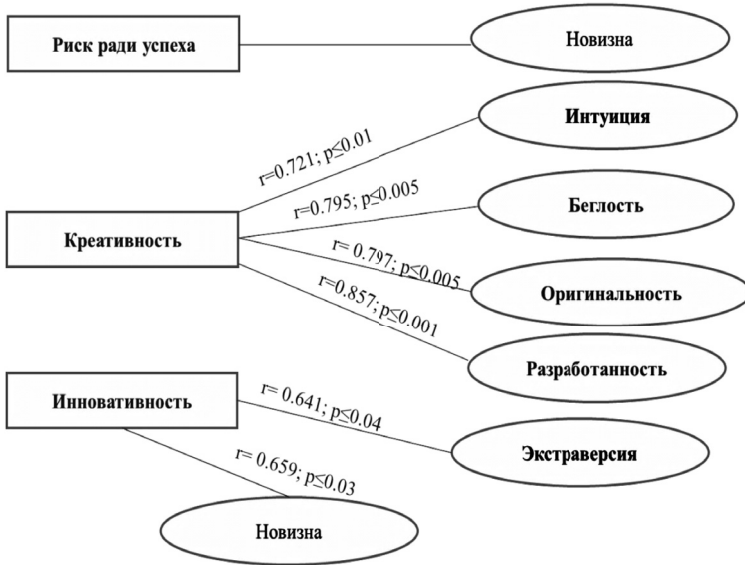 Риск ради успеха
Новизна
Интуиция
r=0.721; p≤0.01
r=0.795; p≤0.005
Беглость
Креативность
r= 0.797; p≤0.005
Оригинальность
r=0.857; p≤0.001
Разработанность
Инновативность
r= 0.641; p≤0.04
Экстраверсия
r= 0.659; p≤0.03
Новизна